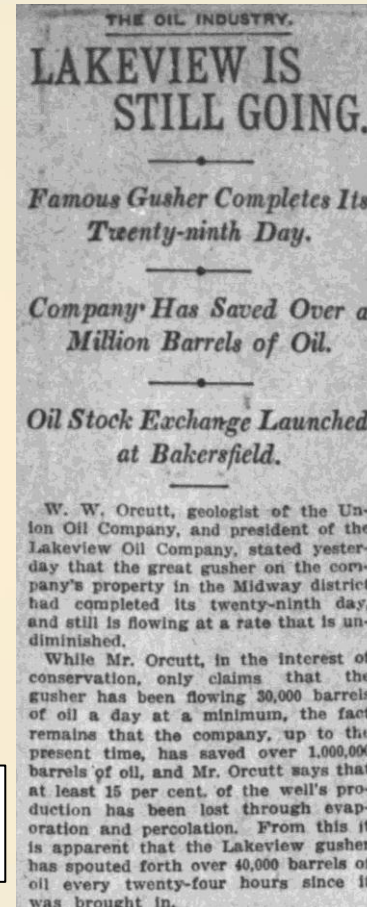 THE OIL INDUSTRY.
LAKEVIEW IS
STILL GOING.
Famous Gusher Completes Its
Twenty-ninth Day.
Company Has Saved Over a
Million Barrels of Oil.
Oil Stock Exchange Launched
at Bakersfield.
W. W. Orcutt, geologist of the Un-
ion Oil Company, and president of the
Lakeview Oil Company, stated yester-
day that the great gusher on the com-
pany's property in the Midway district
had completed its twenty-ninth day,
and still is flowing at a rate that is un-
diminished.
While Mr. Orcutt, in the interest of
conservation, only claims that the
gusher has been flowing 30,000 barrels
of oil a day at a minimum, the fact
remains that the company, up to the
present time, has saved over 1,000,000
barrels of oil, and Mr. Orcutt says that
at least 15 per cent. of the well's pro-
duction has been lost through evap-
oration and percolation. From this it
is apparent that the Lakeview gusher
has spouted forth over 40,000 barrels of
oil every twenty-four hours since it
was brought in.